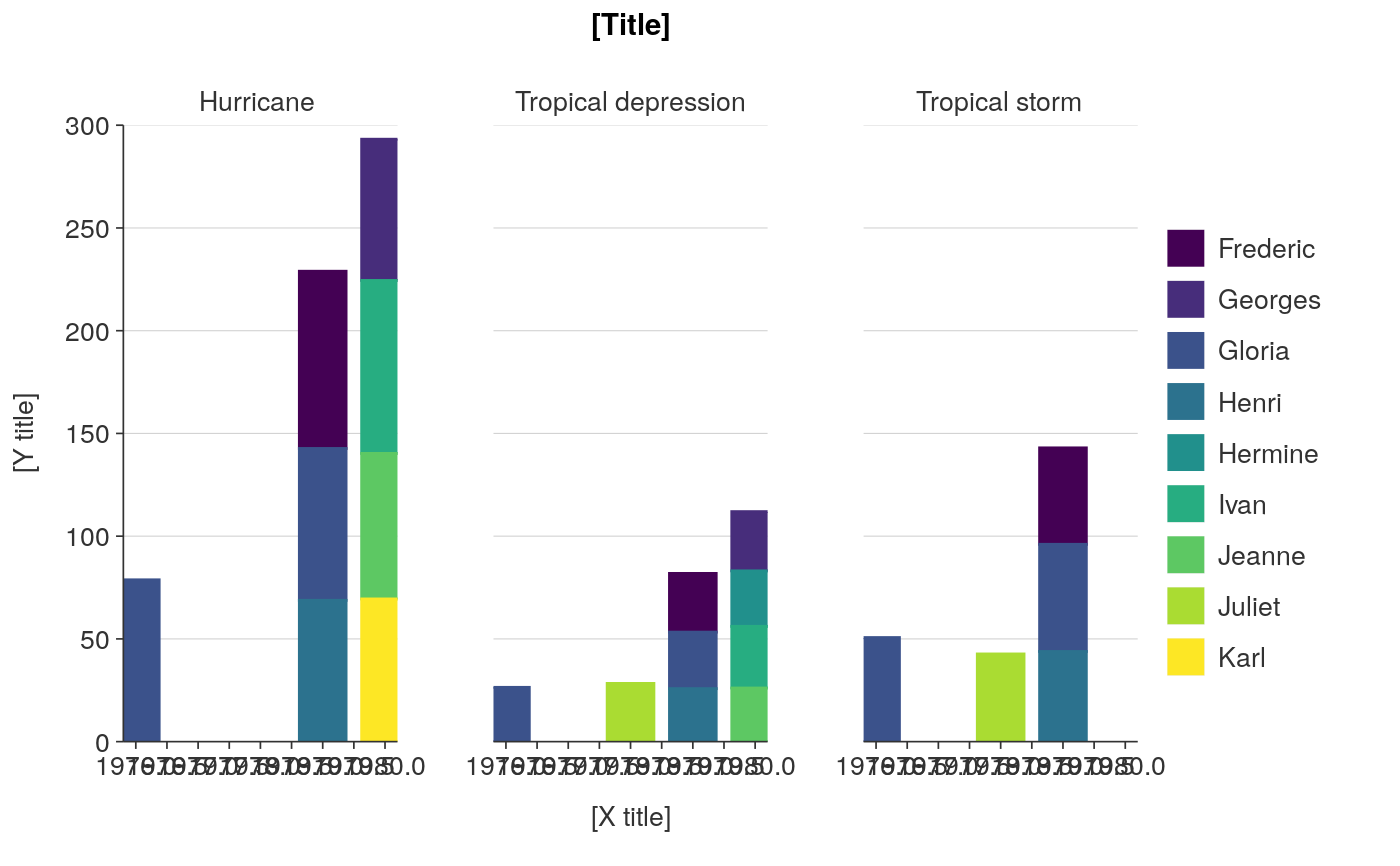 [Title]
Hurricane
Tropical depression
Tropical storm
300
250
200
150
100
50
0
[Y title]
[X title]
Frederic
Georges
Gloria
Henri
Hermine
Ivan
Jeanne
Juliet
Karl